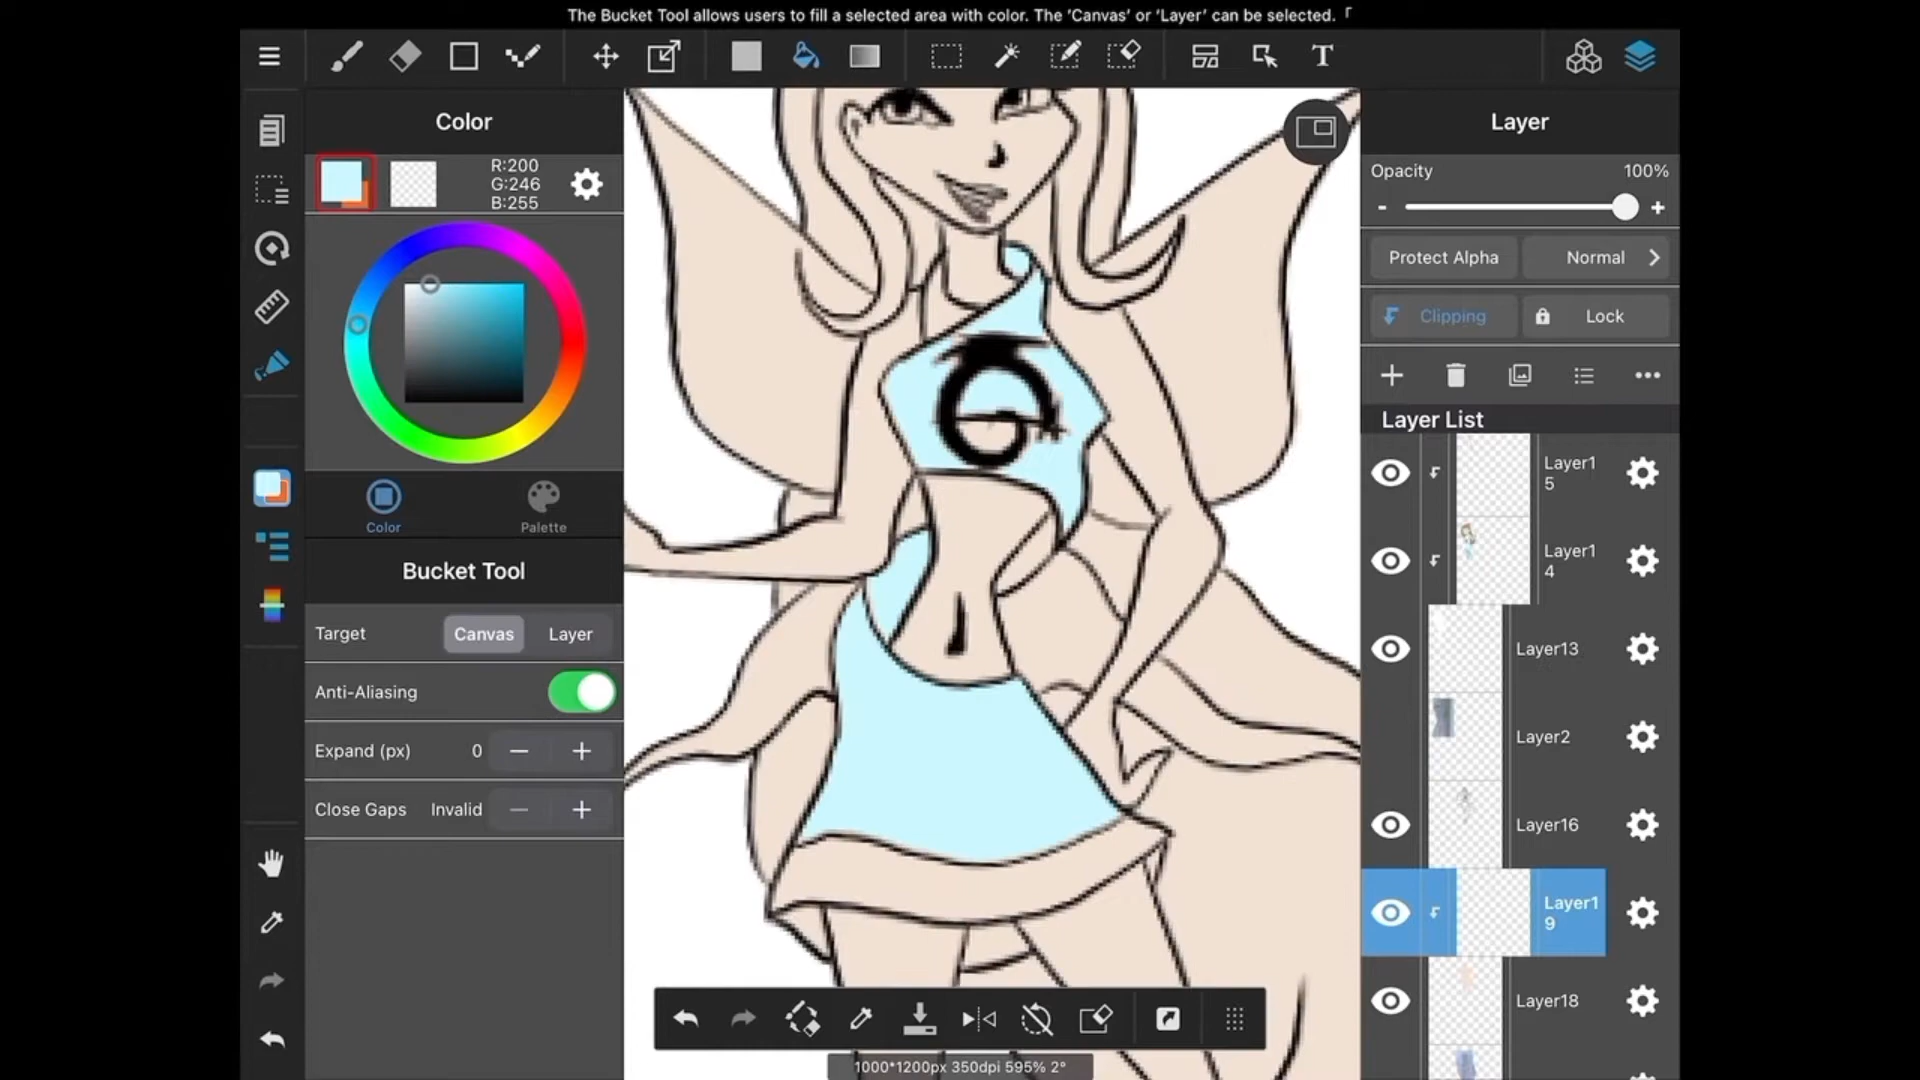 The Bucket Tool allows users to fill a selected area with color. The ‘Canvas’ or ‘Layer’ can be selected.「
T
Color
R:200
G:246
B:255
Color
Palette
Bucket Tool
Target
Canvas
Layer
Anti-Aliasing
Expand (px)
0
Close Gaps
Invalid
Layer
Opacity
100%
Protect Alpha
Normal
Clipping
Lock
Layer List
Layer1
5
Layer1
4
Layer13
Layer2
Layer16
Layer1
9
Layer18
1000*1200px 350dpi 595% 2°